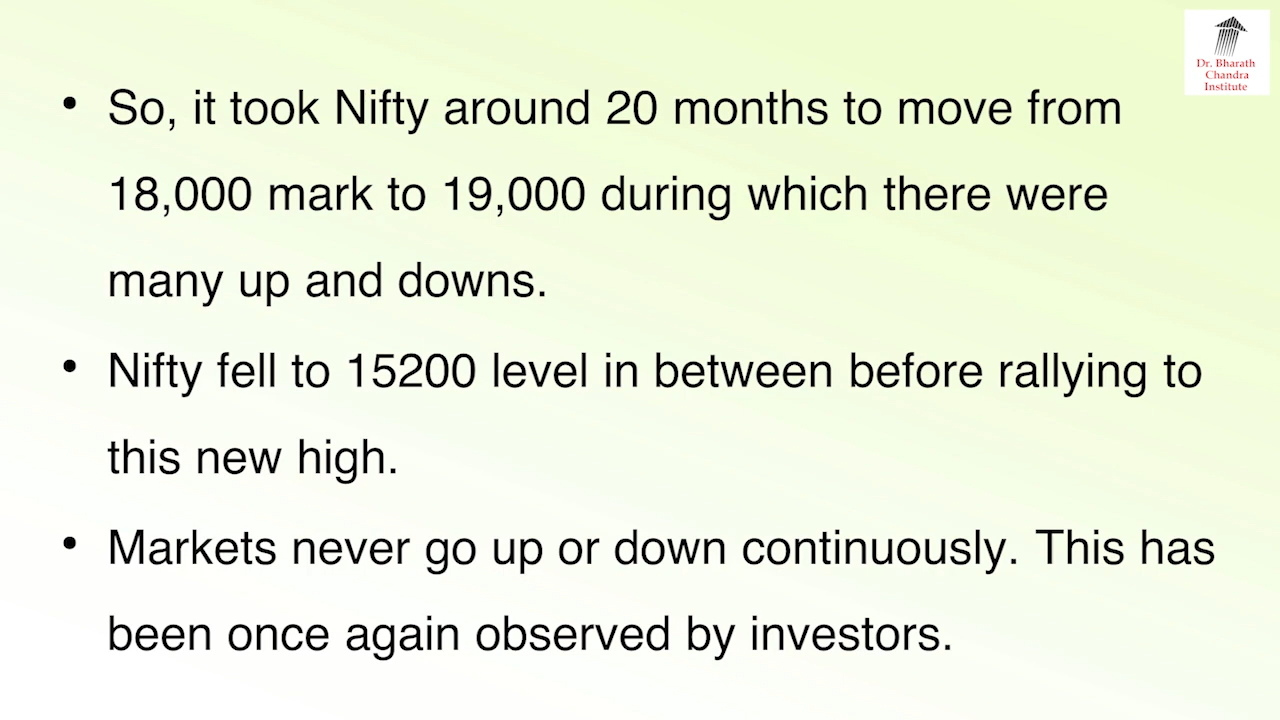 Dr. Bharath
Chandra
Institute
• So, it took Nifty around 20 months to move from
18,000 mark to 19,000 during which there were
many up and downs.
• Nifty fell to 15200 level in between before rallying to
this new high.
• Markets never go up or down continuously. This has
been once again observed by investors.